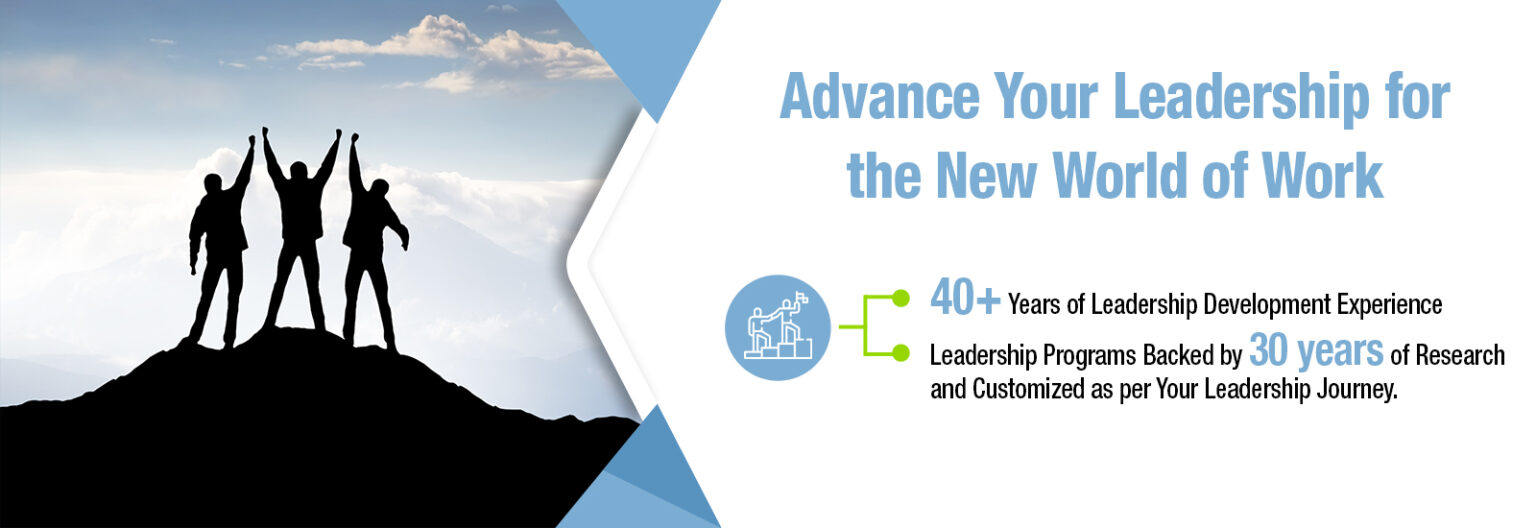 Advance Your Leadership for
the New World of Work
40+ Years of Leadership Development Experience
Leadership Programs Backed by 30 years of Research
and Customized as per Your Leadership Journey.